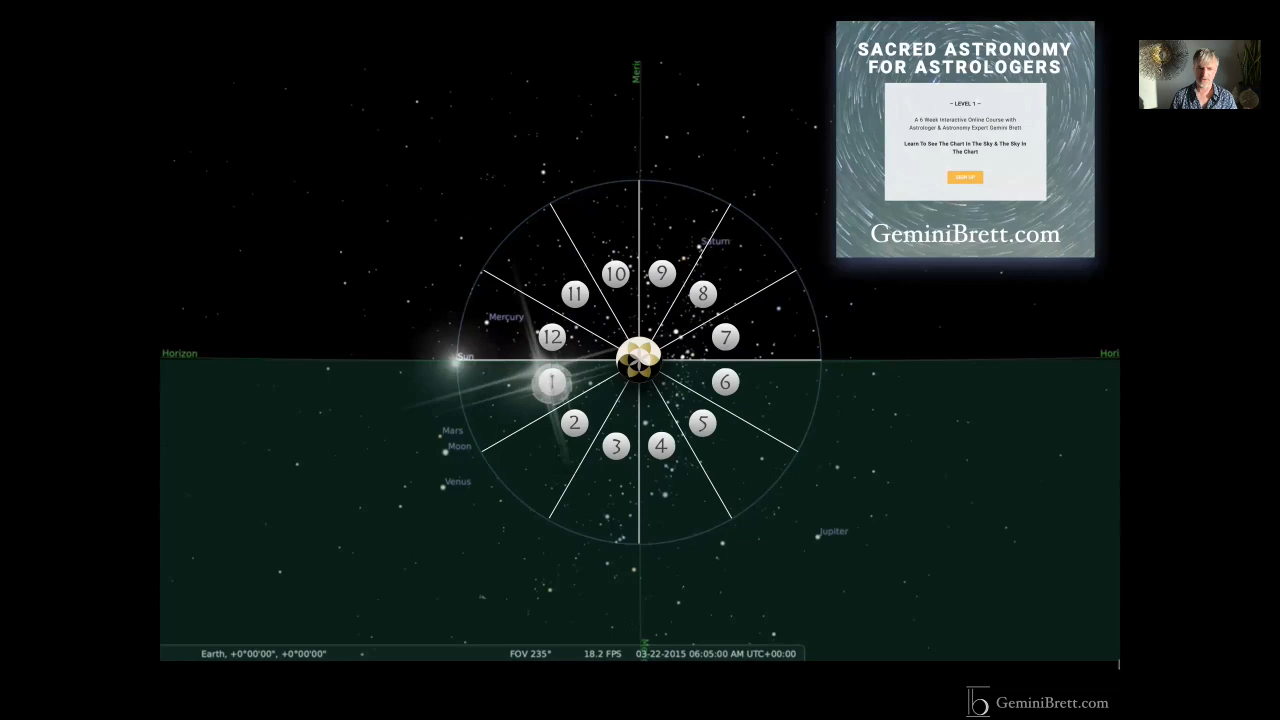 SACRED ASTRONOMY
FOR ASTROLOGERS
– LEVEL 1 –
A 6 Week Interactive Online Course with
Astrologer & Astronomy Expert Gemini Brett
Learn To See The Chart In The Sky & The Sky In
The Chart
SIGN UP
GeminiBrett.com
Meri
Saturn
10
9
11
8
Mercury
12
7
Horizon
Sun
Hori
1
6
2
5
Mars
3
4
Moon
Venus
Jupiter
Earth, +0°00'00", +0°00'00"
FOV 235°
18.2 FPS
03-22-2015 06:05:00 AM UTC+00:00
GeminiBrett.com